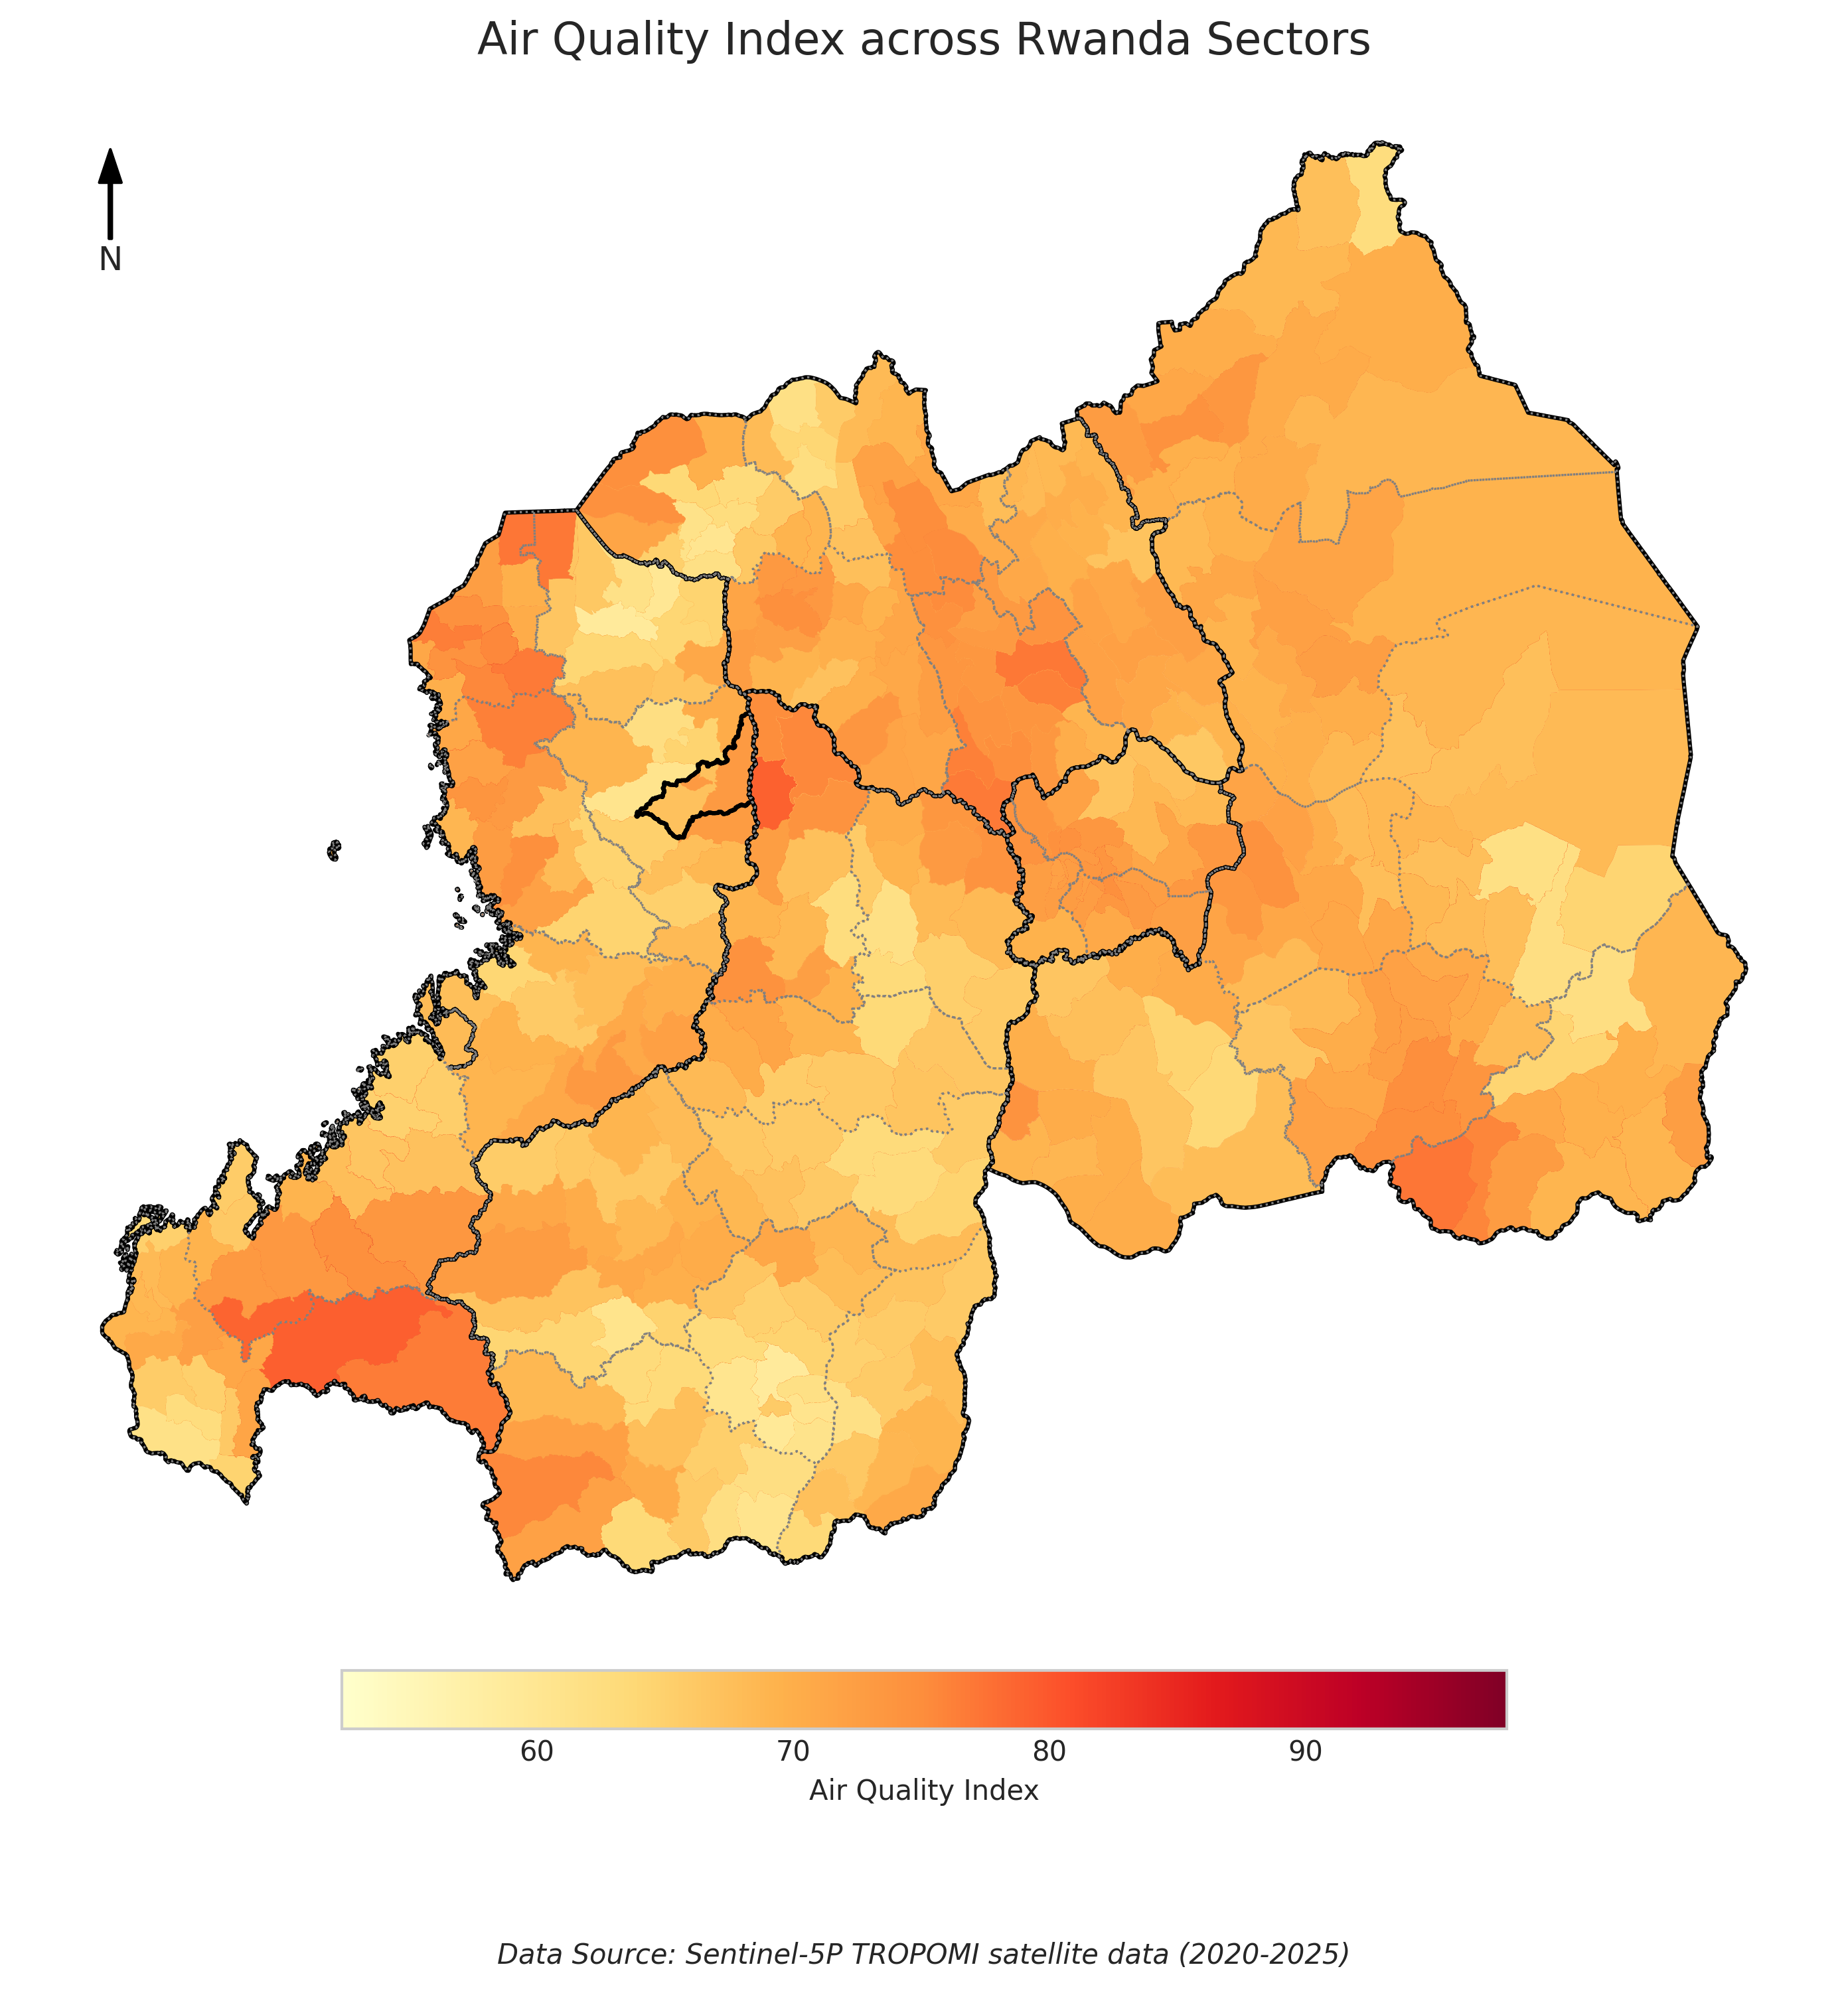 Air Quality Index across Rwanda Sectors
N
60 70 80 90
Air Quality Index
Data Source: Sentinel-5P TROPOMI satellite data (2020-2025)